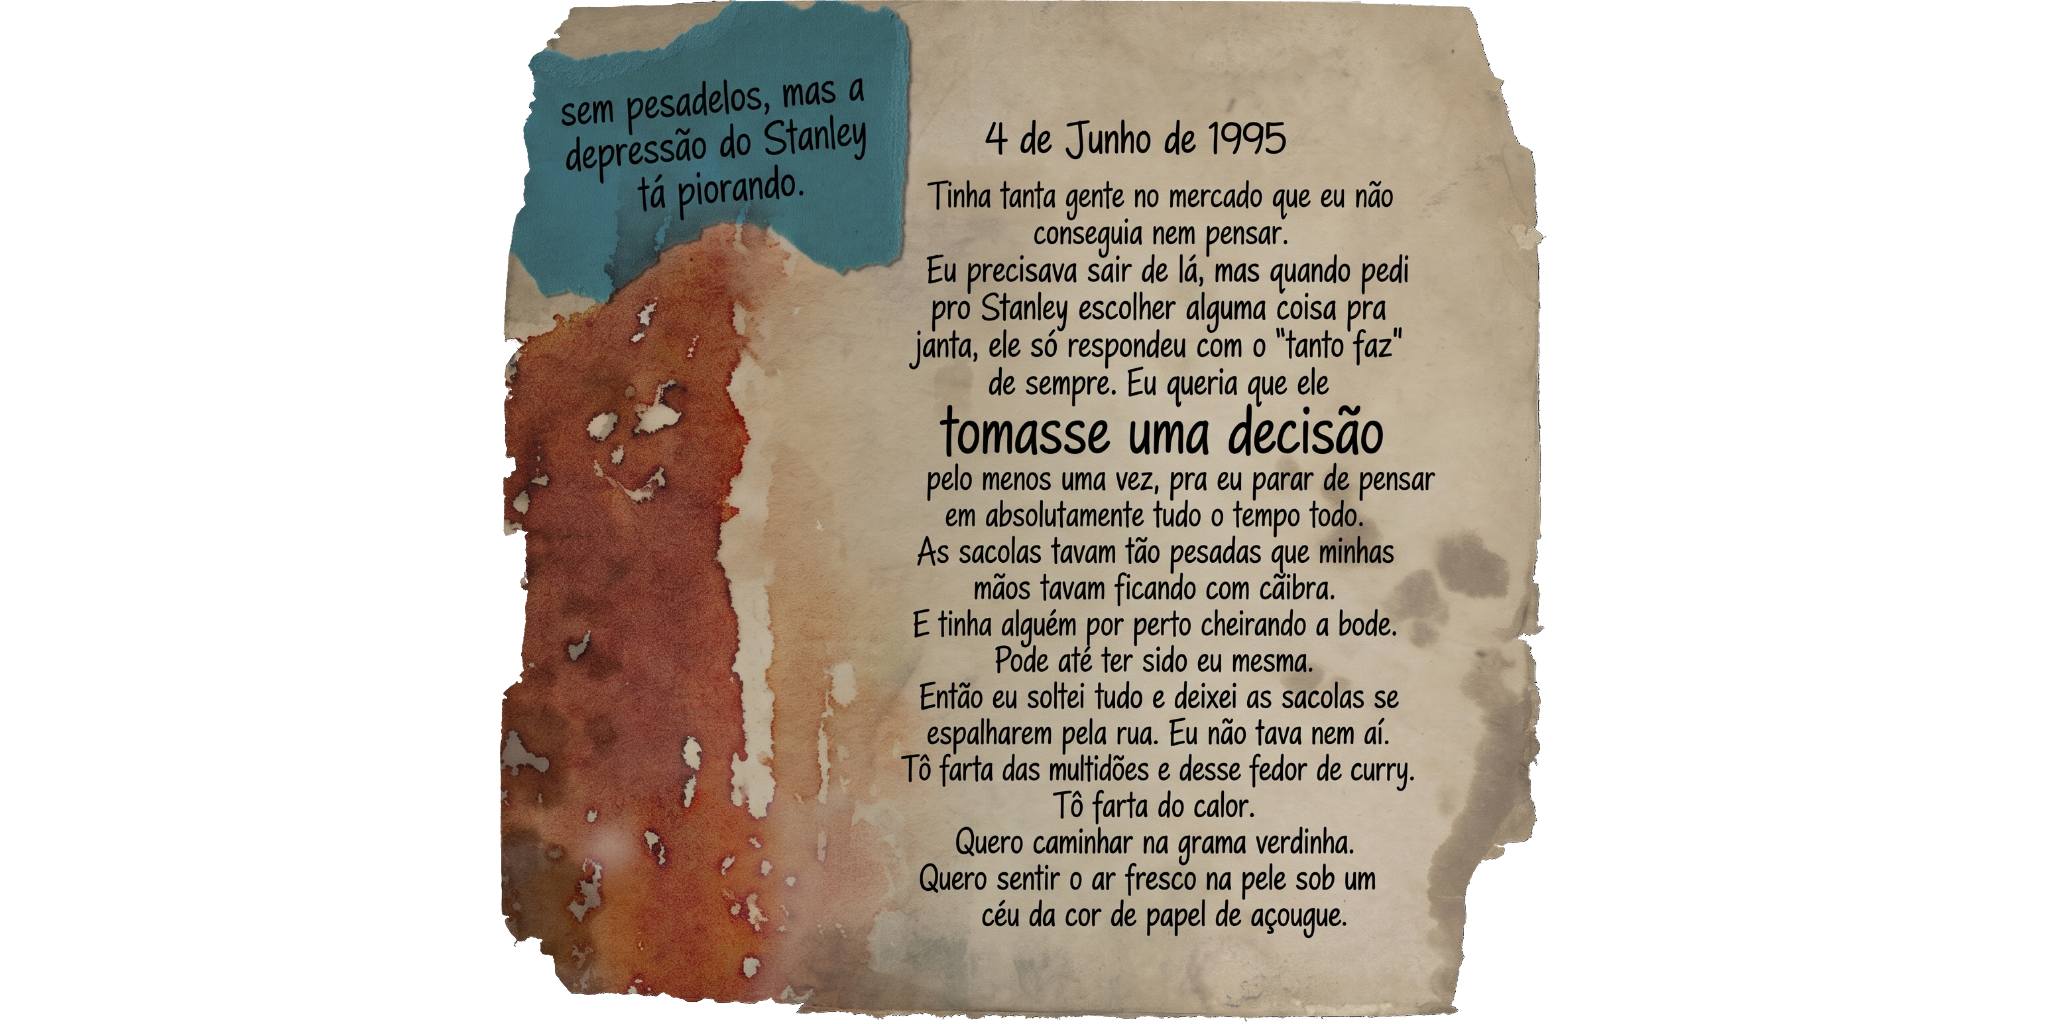 sem pesadelos, mas a
depressão do Stanley
tá piorando.
4 de Junho de 1995
Tinha tanta gente no mercado que eu não
conseguia nem pensar.
Eu precisava sair de lá, mas quando pedi
pro Stanley escolher alguma coisa pra
janta, ele só respondeu com o "tanto faz"
de sempre. Eu queria que ele
tomasse uma decisão
pelo menos uma vez, pra eu parar de pensar
em absolutamente tudo o tempo todo.
As sacolas tavam tão pesadas que minhas
mãos tavam ficando com cãibra.
E tinha alguém por perto cheirando a bode.
Pode até ter sido eu mesma.
Então eu soltei tudo e deixei as sacolas se
espalharem pela rua. Eu não tava nem aí.
Tô farta das multidões e desse fedor de curry.
Tô farta do calor.
Quero caminhar na grama verdinha.
Quero sentir o ar fresco na pele sob um
céu da cor de papel de açougue.